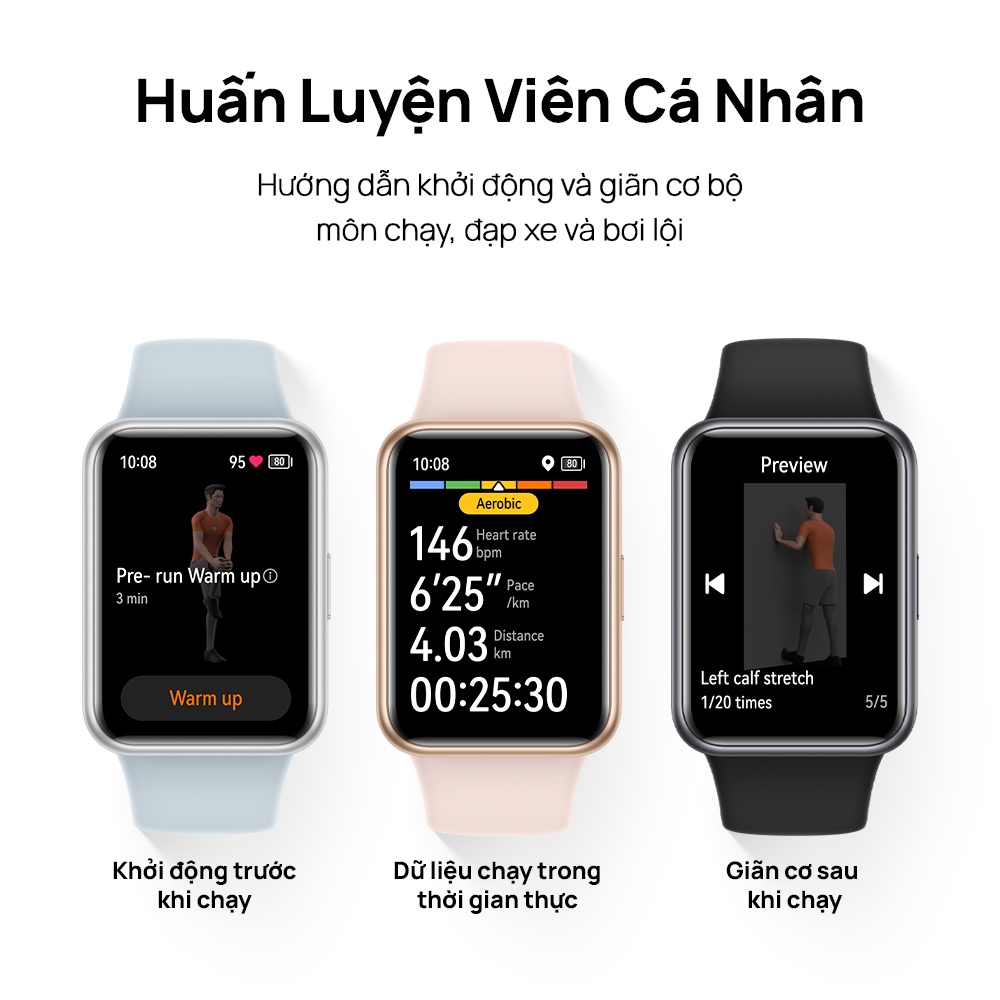 Huấn Luyện Viên Cá Nhân
Hướng dẫn khởi động và giãn cơ bộ
môn chạy, đạp xe và bơi lội
10:08
95
80
Pre- run Warm up
3 min
Warm up
10:08
80
Aerobic
146 Heart rate
bpm
6'25" Pace
/km
4.03 Distance
km
00:25:30
Preview
Left calf stretch
1/20 times
5/5
Khởi động trước
khi chạy
Dữ liệu chạy trong
thời gian thực
Giãn cơ sau
khi chạy